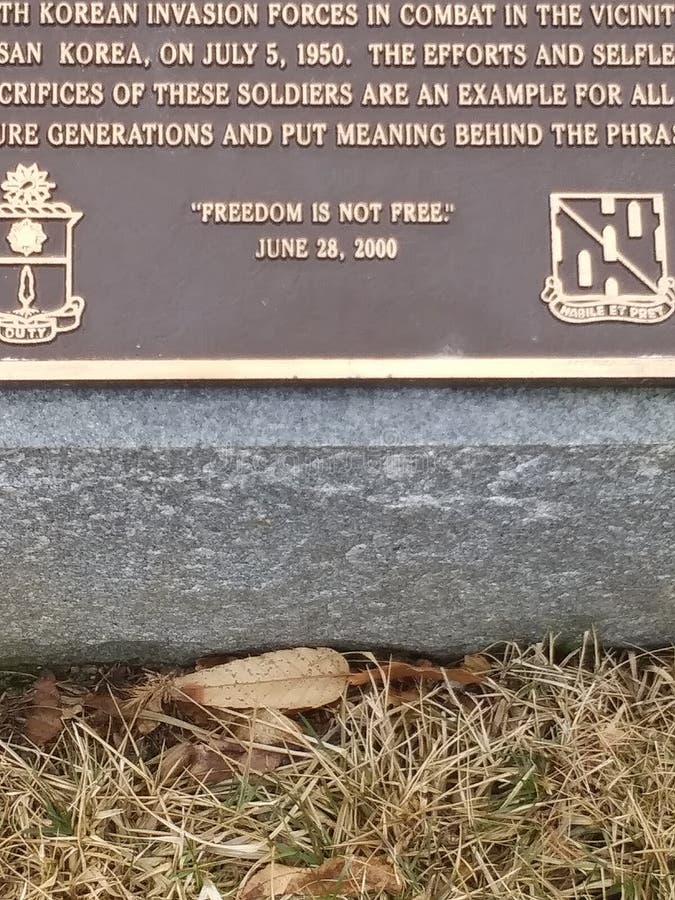 TH KOREAN INVASION FORCES IN COMBAT IN THE VICINIT
SAN KOREA, ON JULY 5, 1950. THE EFFORTS AND SELFLE
CRIFICES OF THESE SOLDIERS ARE AN EXAMPLE FOR ALL
URE GENERATIONS AND PUT MEANING BEHIND THE PHRAS
"FREEDOM IS NOT FREE."
JUNE 28, 2000
DUTY
HABILE ET PRET